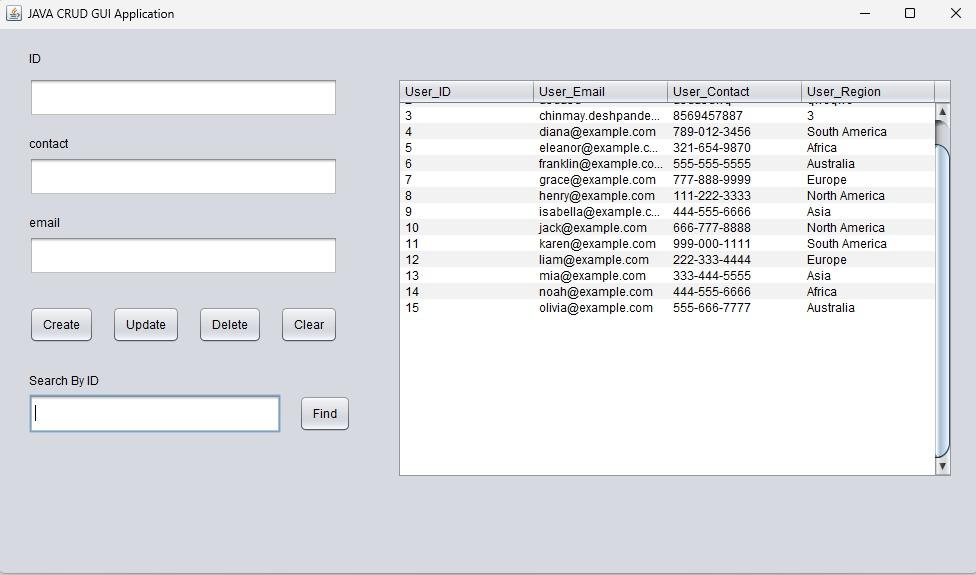 JAVA CRUD GUI Application
ID
contact
email
Create Update Delete Clear
Search By ID
Find
User_ID User_Email User_Contact User_Region
3 chinmay.deshpande... 8569457887 3
4 diana@example.com 789-012-3456 South America
5 eleanor@example.c... 321-654-9870 Africa
6 franklin@example.co... 555-555-5555 Australia
7 grace@example.com 777-888-9999 Europe
8 henry@example.com 111-222-3333 North America
9 isabella@example.c... 444-555-6666 Asia
10 jack@example.com 666-777-8888 North America
11 karen@example.com 999-000-1111 South America
12 liam@example.com 222-333-4444 Europe
13 mia@example.com 333-444-5555 Asia
14 noah@example.com 444-555-6666 Africa
15 olivia@example.com 555-666-7777 Australia